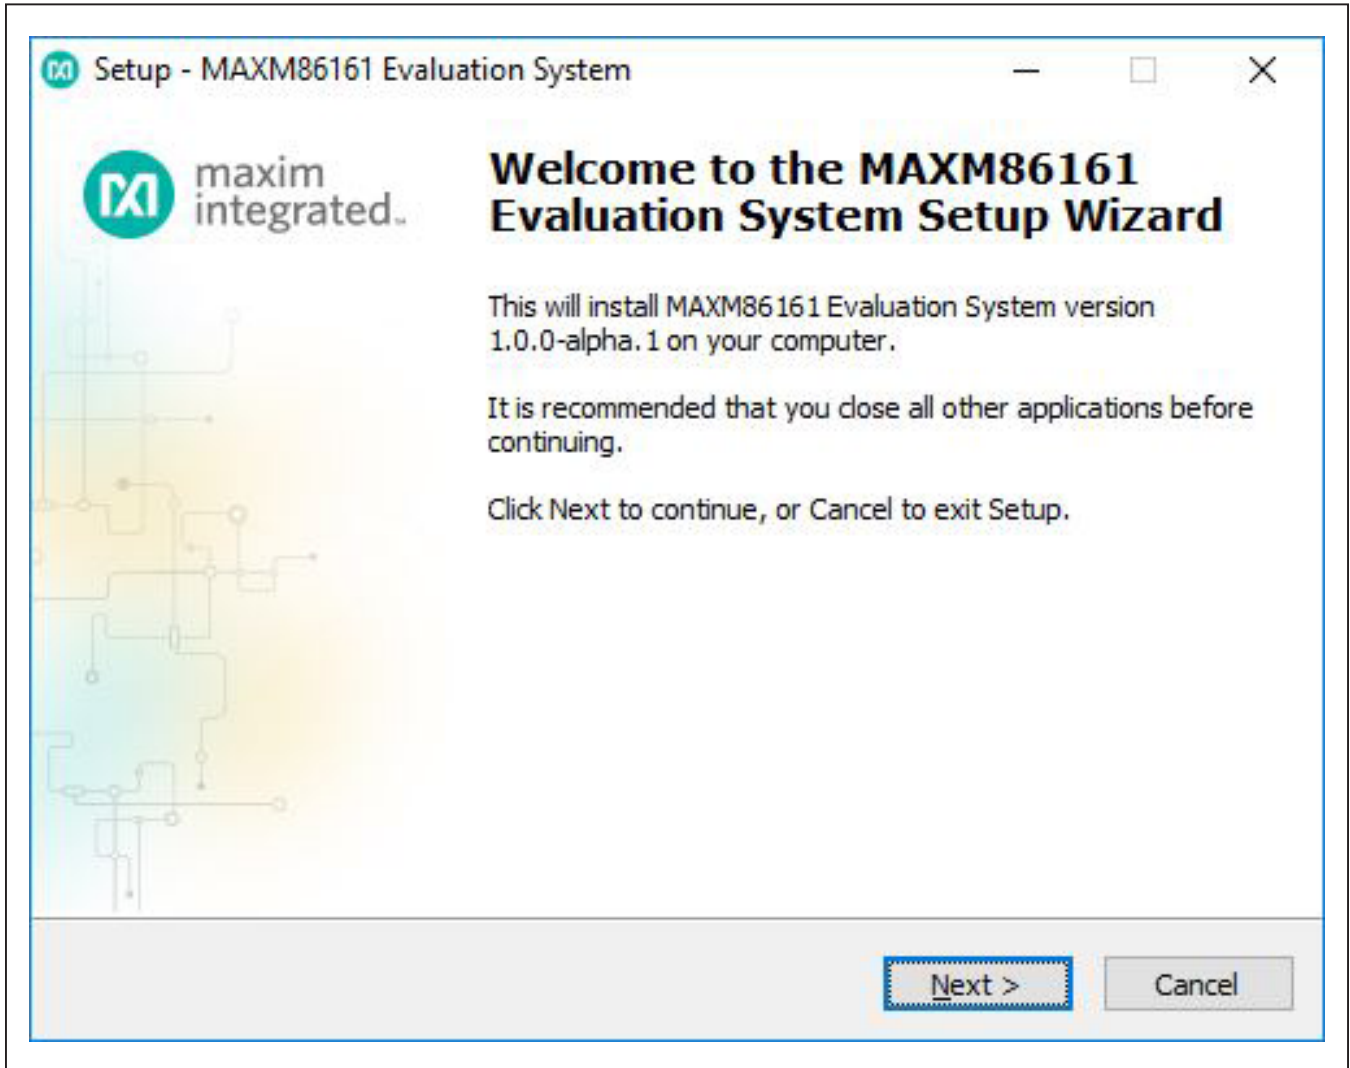 Setup - MAXM86161 Evaluation System
maxim
integrated™
Welcome to the MAXM86161
Evaluation System Setup Wizard
This will install MAXM86161 Evaluation System version
1.0.0-alpha.1 on your computer.
It is recommended that you close all other applications before
continuing.
Click Next to continue, or Cancel to exit Setup.
Next >
Cancel